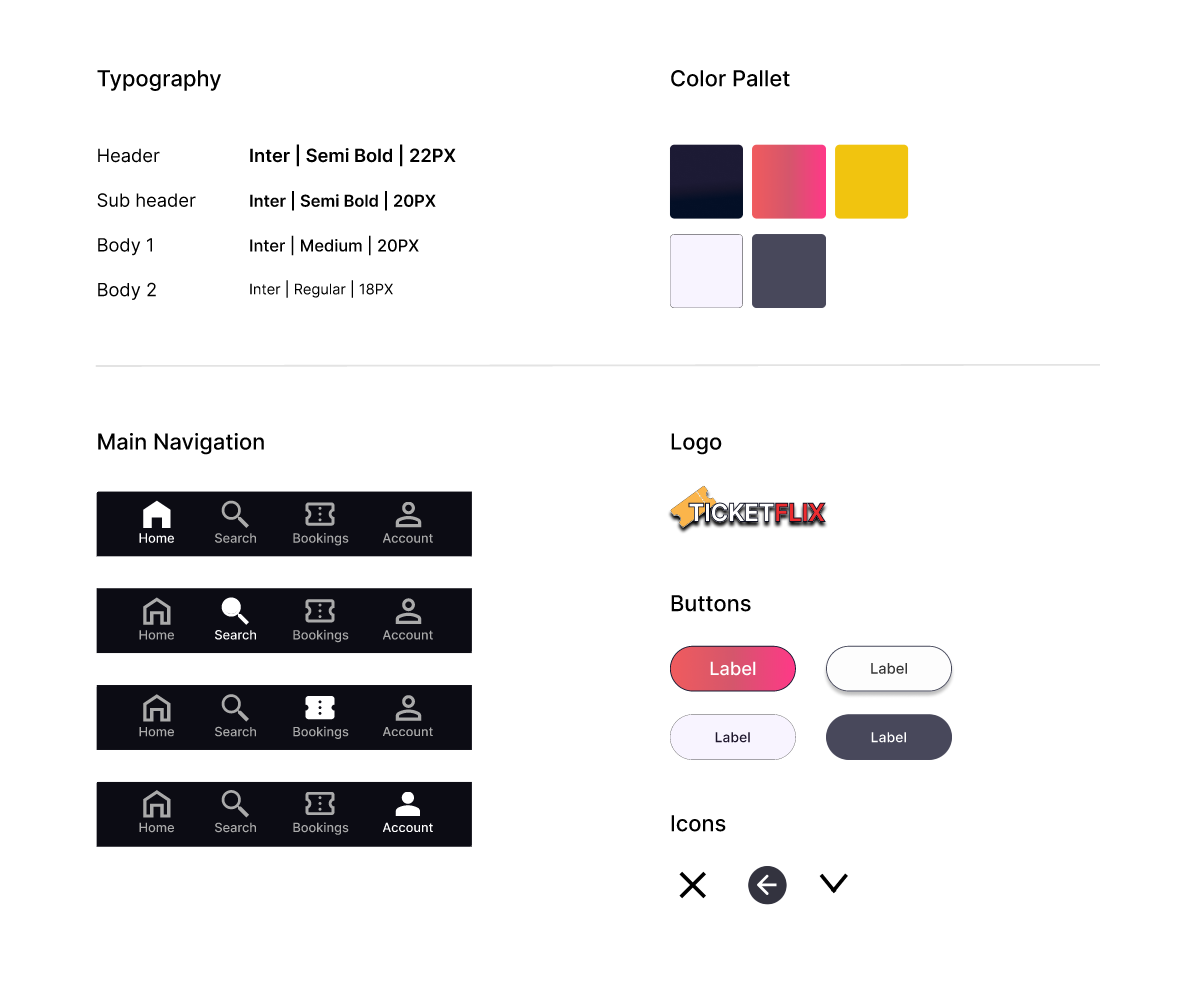 Typography
Header Inter | Semi Bold | 22PX
Sub header Inter | Semi Bold | 20PX
Body 1 Inter | Medium | 20PX
Body 2 Inter | Regular | 18PX
Color Pallet
Main Navigation
Home Search Bookings Account
Home Search Bookings Account
Home Search Bookings Account
Home Search Bookings Account
Logo
TICKETFLIX
Buttons
Label Label
Label Label
Icons